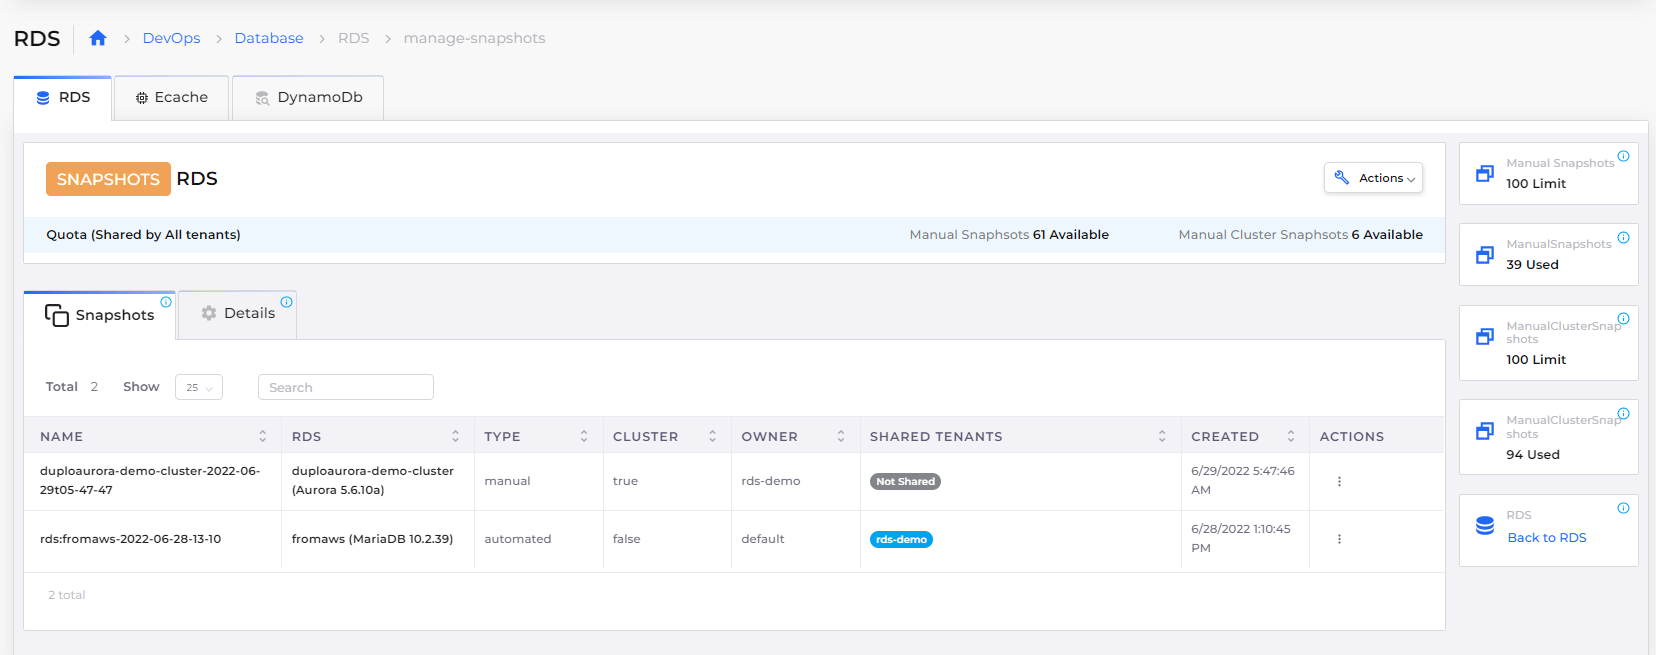 RDS
DevOps > Database > RDS > manage-snapshots
RDS
Ecache
DynamoDb
SNAPSHOTS RDS
Actions
Quota (Shared by All tenants)
Manual Snaphsots 61 Available
Manual Cluster Snaphsots 6 Available
Snapshots
Details
Total 2 Show 25 Search
NAME RDS TYPE CLUSTER OWNER SHARED TENANTS CREATED ACTIONS
duploaurora-demo-cluster-2022-06-
29t05-47-47
duploaurora-demo-cluster
(Aurora 5.6.10a)
manual
true
rds-demo
Not Shared
6/29/2022 5:47:46
AM
rds:fromaws-2022-06-28-13-10
fromaws (MariaDB 10.2.39)
automated
false
default
rds-demo
6/28/2022 1:10:45
PM
2 total
Manual Snapshots
100 Limit
ManualSnapshots
39 Used
ManualClusterSnap
shots
100 Limit
ManualClusterSnap
shots
94 Used
RDS
Back to RDS